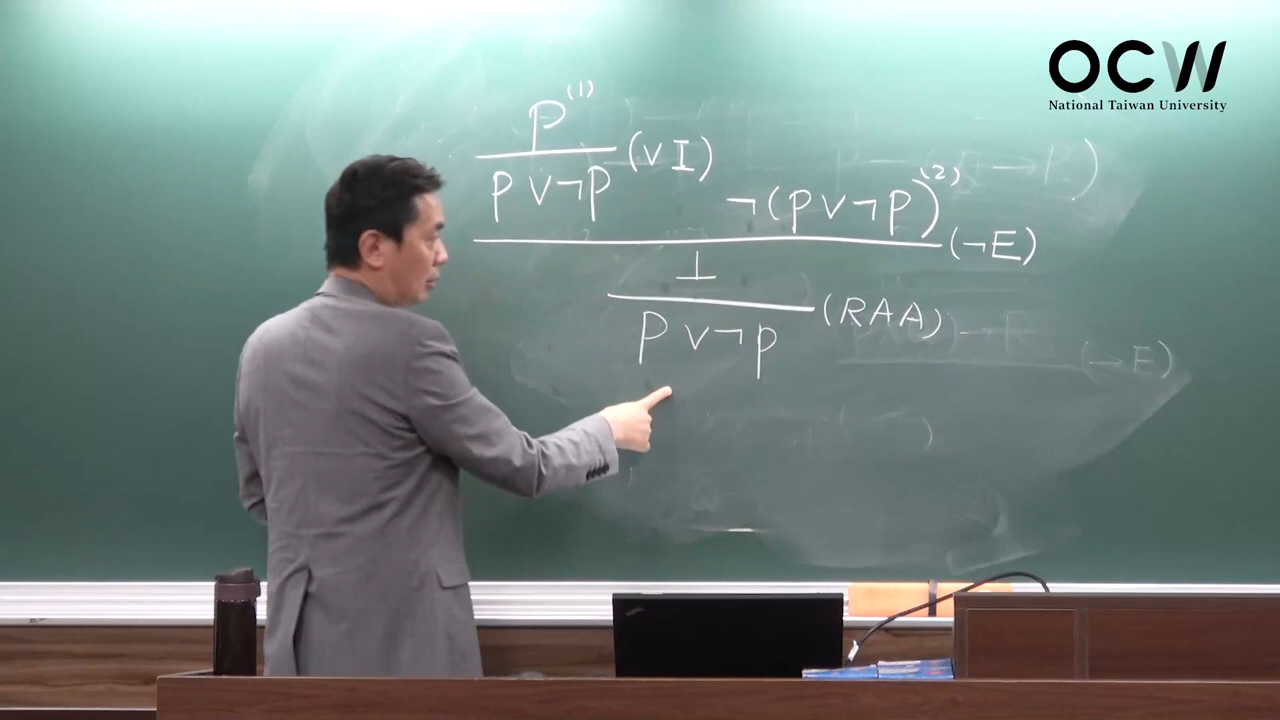 OCW
National Taiwan University
P (1)
P ∨ ¬P (∨I)
¬(P ∨ ¬P) (2)
(¬E)
⊥
(RAA)
P ∨ ¬P
(→E)